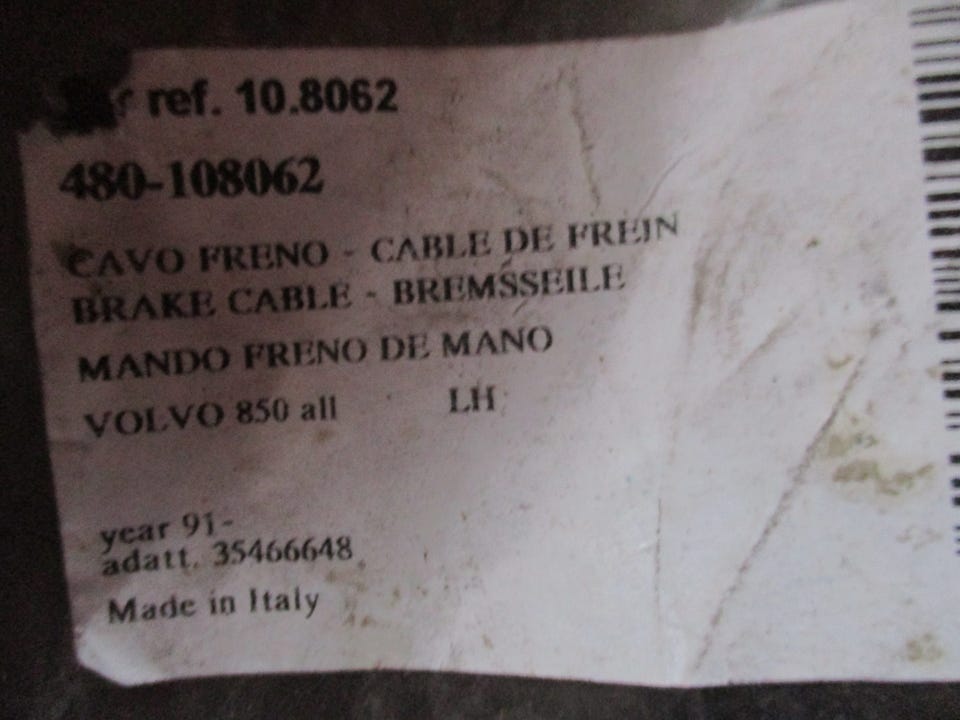 ref. 10.8062
480-108062
CAVO FRENO - CABLE DE FREIN
BRAKE CABLE - BREMSSEILE
MANDO FRENO DE MANO
VOLVO 850 all LH
year 91-
adatt. 35466648
Made in Italy